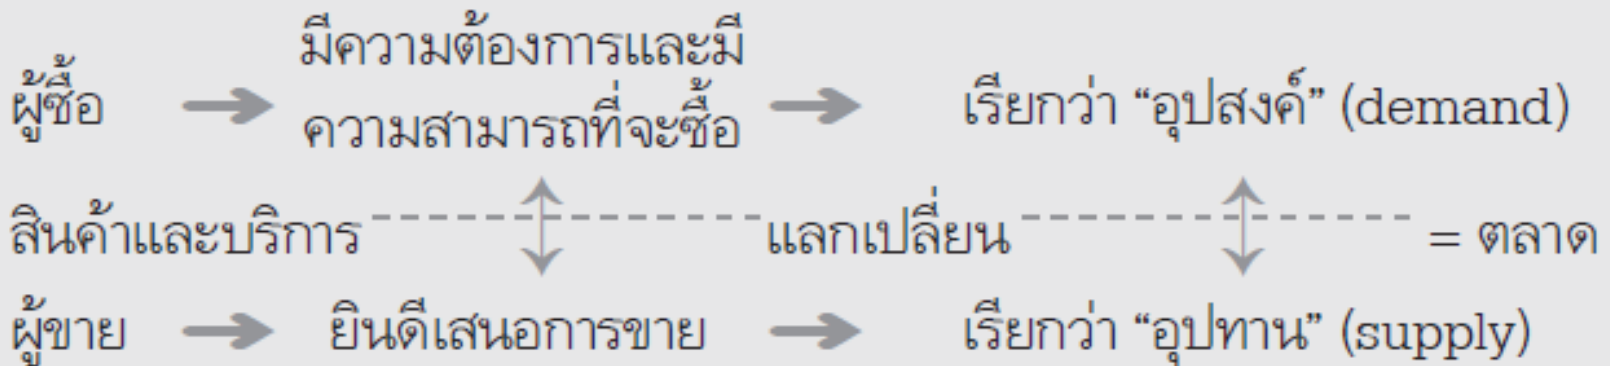 มีความต้องการและมี
ผู้ซื้อ ความสามารถที่จะซื้อ เรียกว่า “อุปสงค์” (demand)
สินค้าและบริการ แลกเปลี่ยน = ตลาด
ผู้ขาย ยินดีเสนอการขาย เรียกว่า “อุปทาน” (supply)